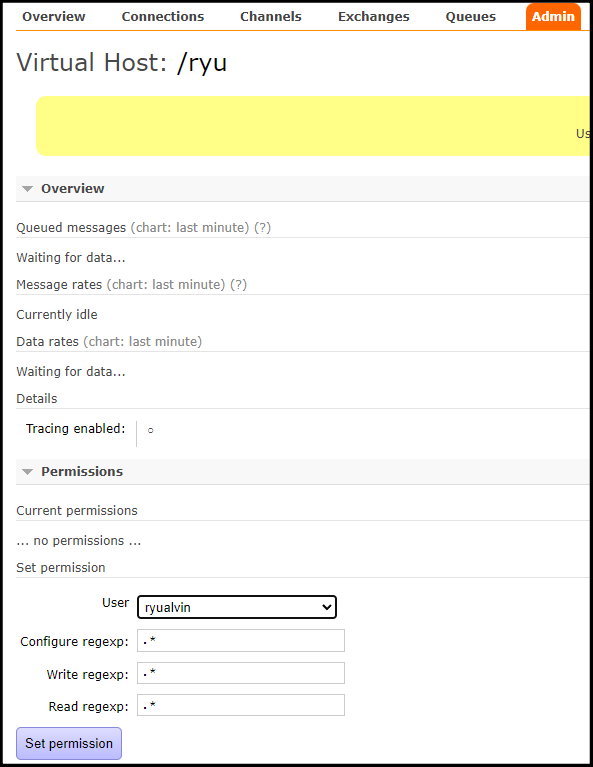 Overview Connections Channels Exchanges Queues Admin
Virtual Host: /ryu
Us
Overview
Queued messages (chart: last minute) (?)
Waiting for data...
Message rates (chart: last minute) (?)
Currently idle
Data rates (chart: last minute)
Waiting for data...
Details
Tracing enabled: ○
Permissions
Current permissions
... no permissions ...
Set permission
User ryualvin
Configure regexp: .*
Write regexp: .*
Read regexp: .*
Set permission